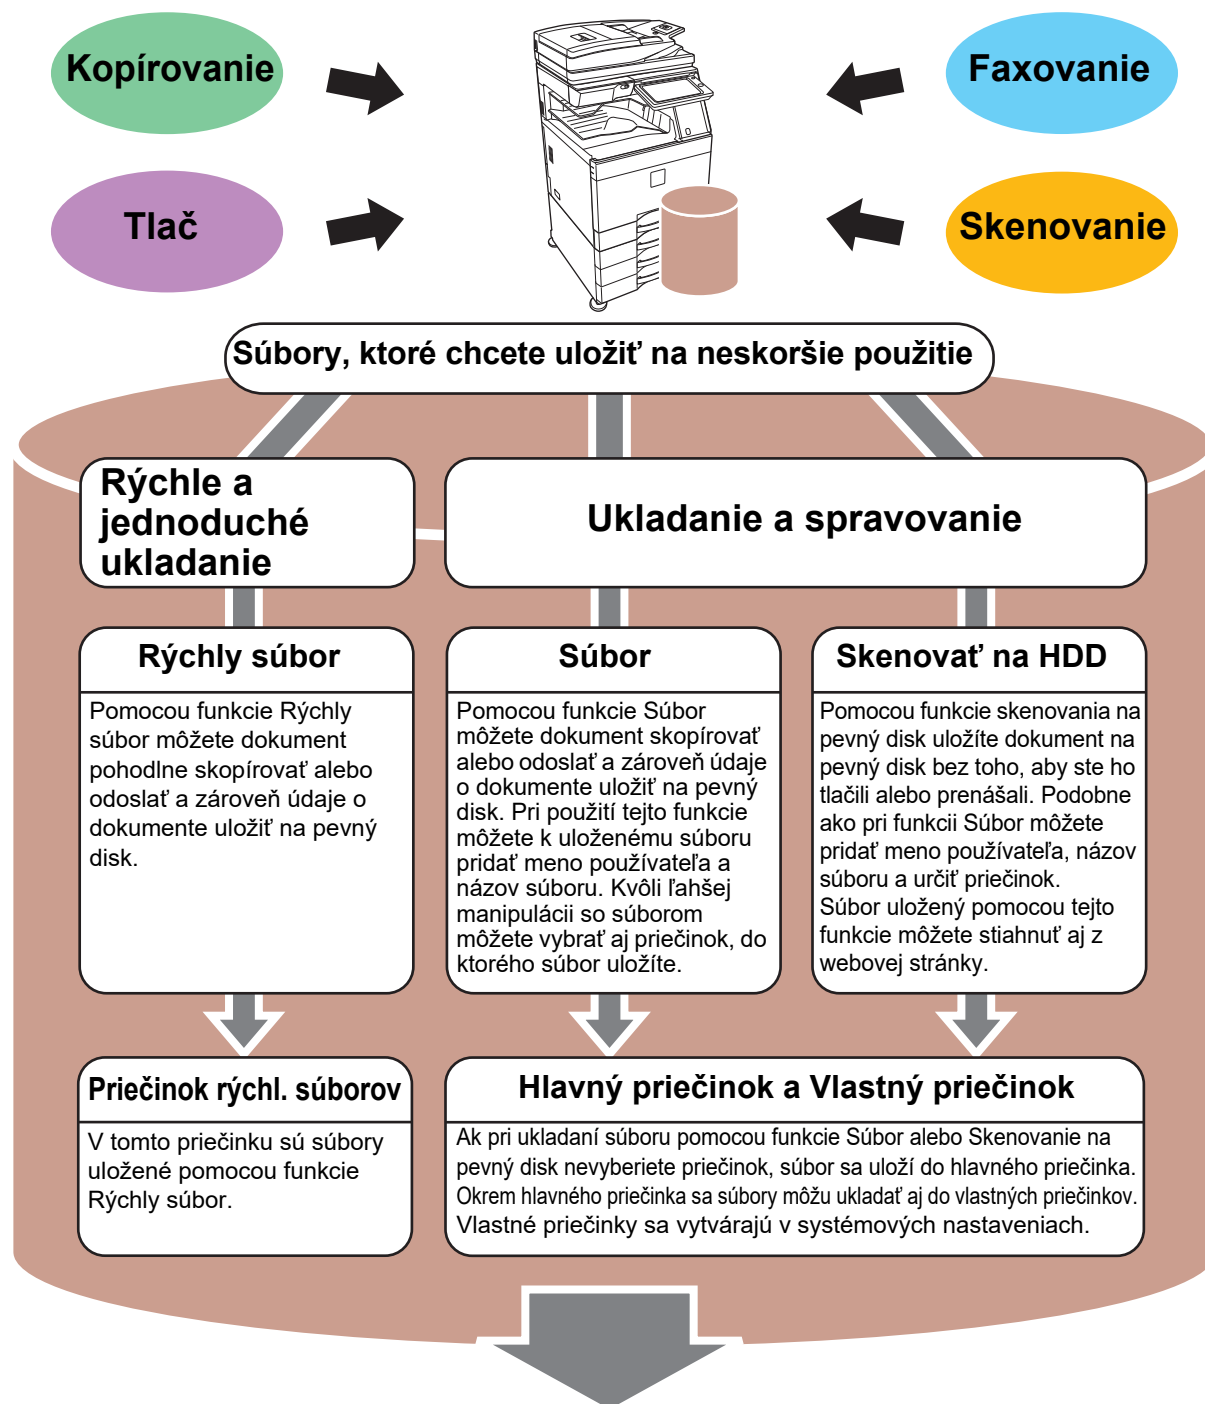 Kopírovanie
Faxovanie
Tlač
Skenovanie
Súbory, ktoré chcete uložiť na neskoršie použitie
Rýchle a
jednoduché
ukladanie
Ukladanie a spravovanie
Rýchly súbor
Pomocou funkcie Rýchly
súbor môžete dokument
pohodlne skopírovať alebo
odoslať a zároveň údaje o
dokumente uložiť na pevný
disk.
Súbor
Pomocou funkcie Súbor
môžete dokument skopírovať
alebo odoslať a zároveň údaje
o dokumente uložiť na pevný
disk. Pri použití tejto funkcie
môžete k uloženému súboru
pridať meno používateľa a
názov súboru. Kvôli ľahšej
manipulácii so súborom
môžete vybrať aj priečinok, do
ktorého súbor uložíte.
Skenovať na HDD
Pomocou funkcie skenovania na
pevný disk uložíte dokument na
pevný disk bez toho, aby ste ho
tlačili alebo prenášali. Podobne
ako pri funkcii Súbor môžete
pridať meno používateľa, názov
súboru a určiť priečinok.
Súbor uložený pomocou tejto
funkcie môžete stiahnuť aj z
webovej stránky.
Priečinok rýchl. súborov
V tomto priečinku sú súbory
uložené pomocou funkcie
Rýchly súbor.
Hlavný priečinok a Vlastný priečinok
Ak pri ukladaní súboru pomocou funkcie Súbor alebo Skenovanie na
pevný disk nevyberiete priečinok, súbor sa uloží do hlavného priečinka.
Okrem hlavného priečinka sa súbory môžu ukladať aj do vlastných priečinkov.
Vlastné priečinky sa vytvárajú v systémových nastaveniach.